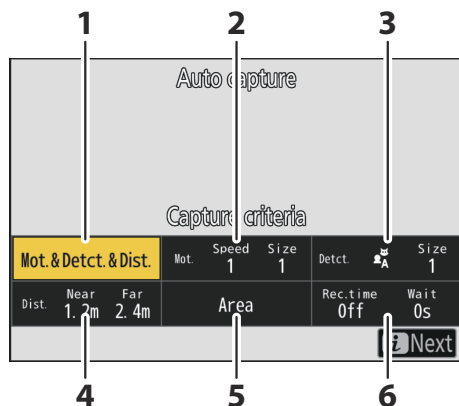 1 2 3
Auto capture
Capture criteria
Mot. & Detct. & Dist.
Mot. Speed 1 Size 1
Detct. A Size 1
Dist. Near 1.2m Far 2.4m
Area
Rec.time Off Wait 0s
i Next
4 5 6